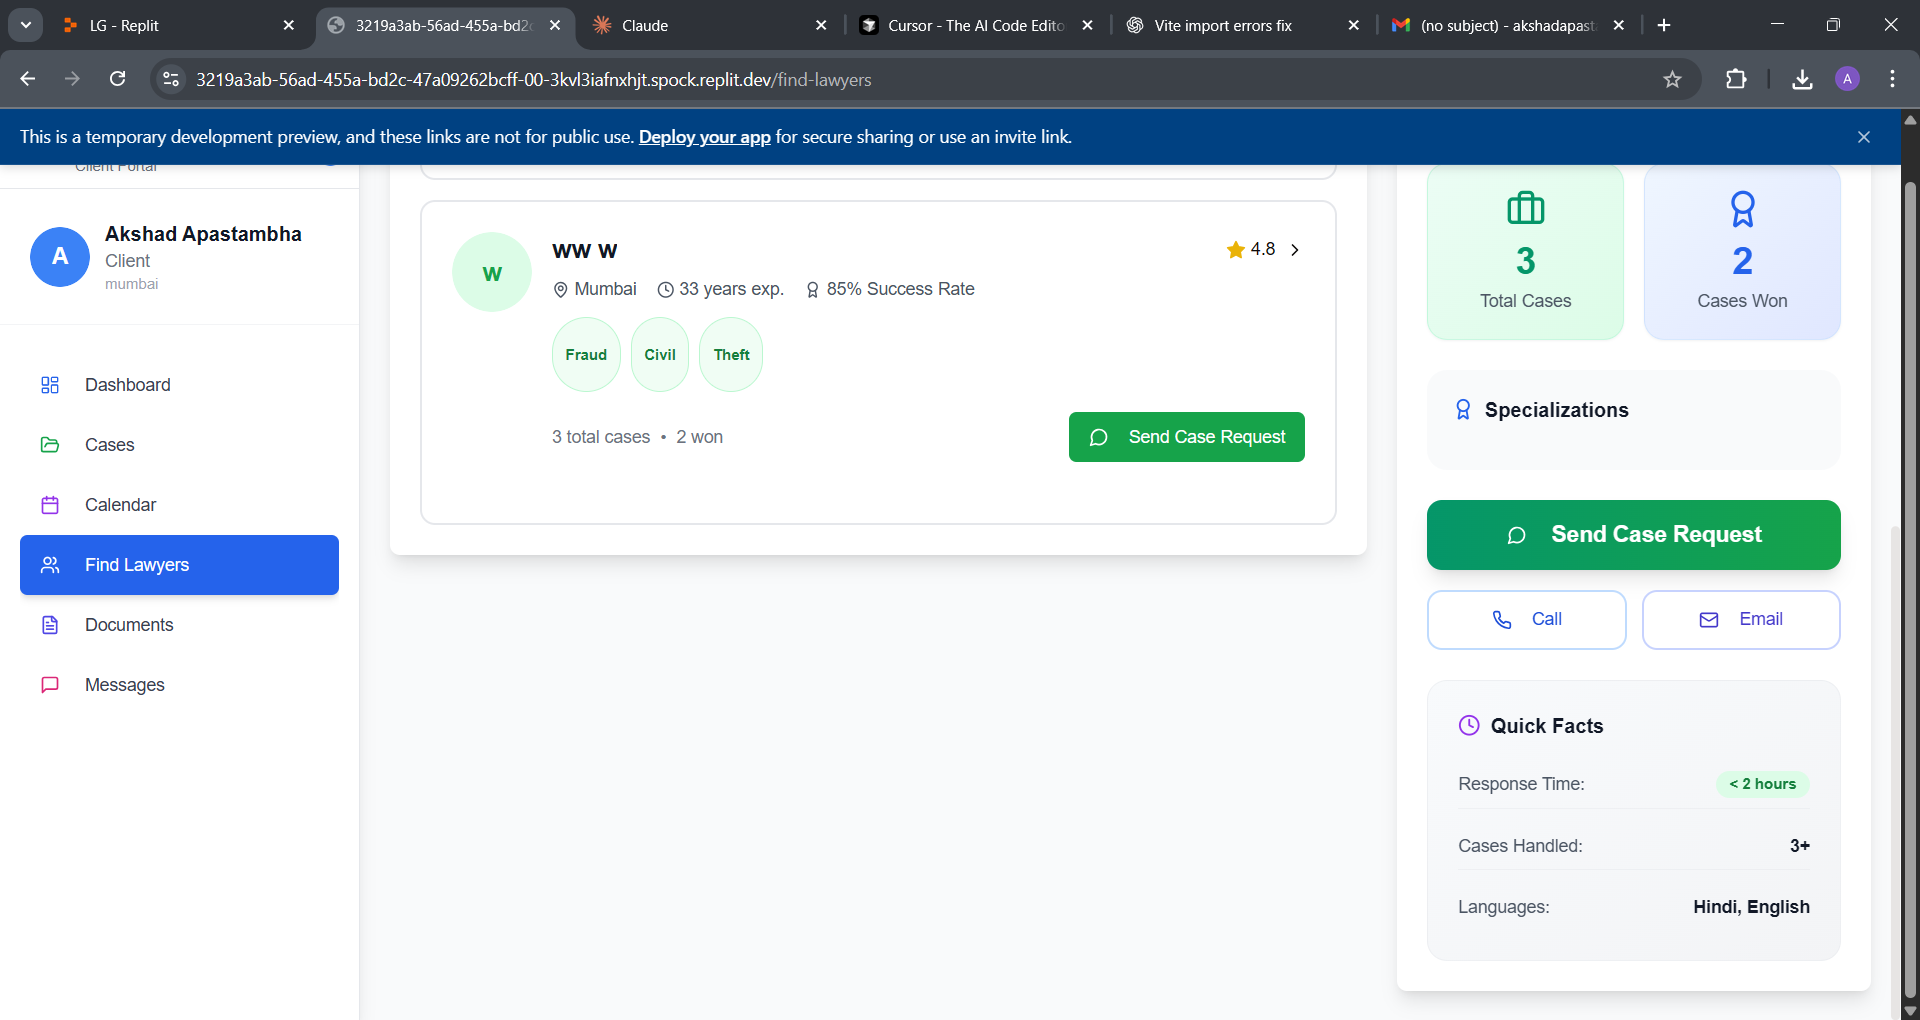 LG - Replit
3219a3ab-56ad-455a-bd2
Claude
Cursor - The AI Code Edito
Vite import errors fix
(no subject) - akshadapast
3219a3ab-56ad-455a-bd2c-47a09262bcff-00-3kvl3iafnxhjt.spock.replit.dev/find-lawyers
A
This is a temporary development preview, and these links are not for public use. Deploy your app for secure sharing or use an invite link.
Client Portal
A
Akshad Apastambha
Client
mumbai
Dashboard
Cases
Calendar
Find Lawyers
Documents
Messages
w
ww w
4.8
Mumbai 33 years exp. 85% Success Rate
Fraud Civil Theft
3 total cases • 2 won
Send Case Request
3
Total Cases
2
Cases Won
Specializations
Send Case Request
Call
Email
Quick Facts
Response Time: < 2 hours
Cases Handled: 3+
Languages: Hindi, English